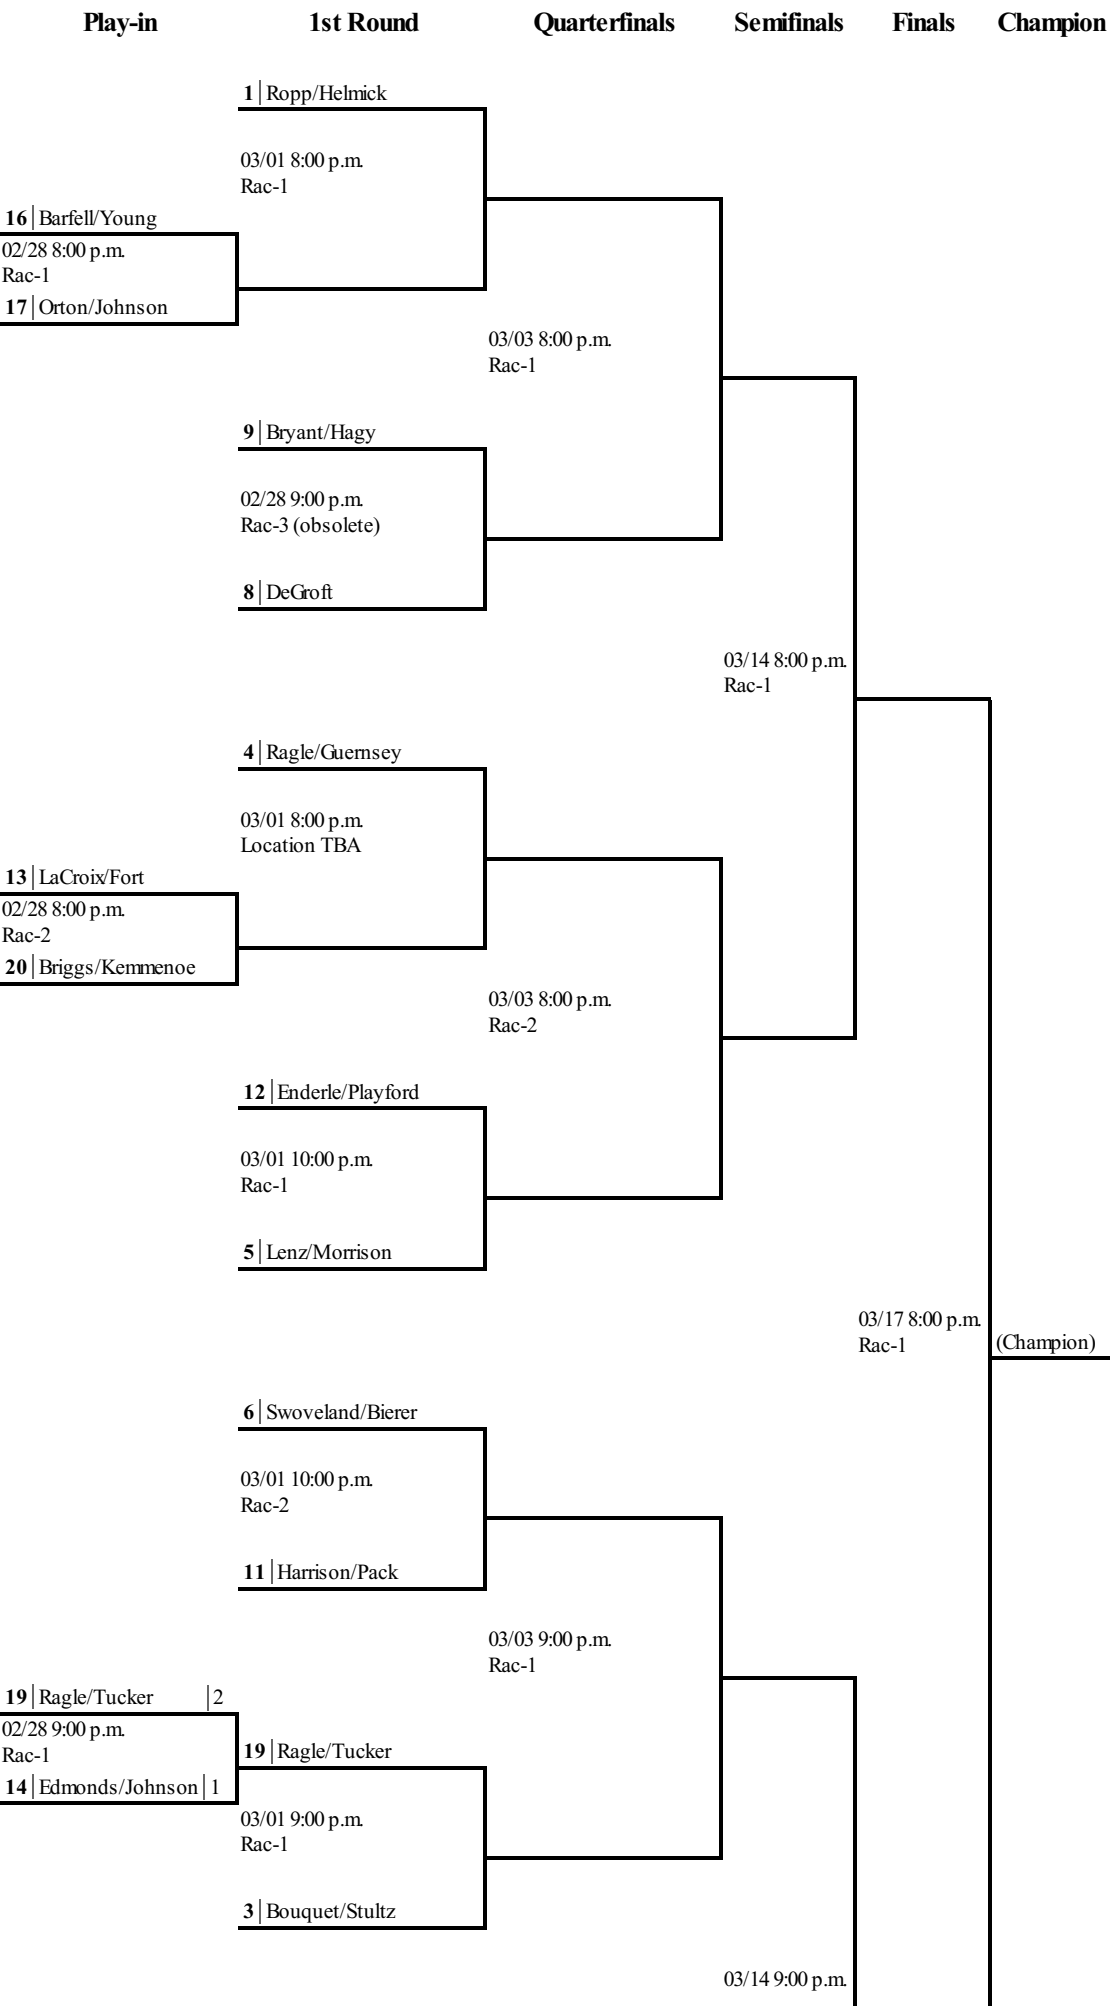 Play-in 1st Round Quarterfinals Semifinals Finals Champion
1 Ropp/Helmick
03/01 8:00 p.m.
Rac-1
16 Barfell/Young
02/28 8:00 p.m.
Rac-1
17 Orton/Johnson
03/03 8:00 p.m.
Rac-1
9 Bryant/Hagy
02/28 9:00 p.m.
Rac-3 (obsolete)
8 DeGroft
03/14 8:00 p.m.
Rac-1
4 Ragle/Guernsey
03/01 8:00 p.m.
Location TBA
13 LaCroix/Fort
02/28 8:00 p.m.
Rac-2
20 Briggs/Kemmenoe
03/03 8:00 p.m.
Rac-2
12 Enderle/Playford
03/01 10:00 p.m.
Rac-1
5 Lenz/Morrison
03/17 8:00 p.m.
Rac-1
(Champion)
6 Swoveland/Bierer
03/01 10:00 p.m.
Rac-2
11 Harrison/Pack
03/03 9:00 p.m.
Rac-1
19 Ragle/Tucker 2
02/28 9:00 p.m.
Rac-1
14 Edmonds/Johnson 1
19 Ragle/Tucker
03/01 9:00 p.m.
Rac-1
3 Bouquet/Stultz
03/14 9:00 p.m.